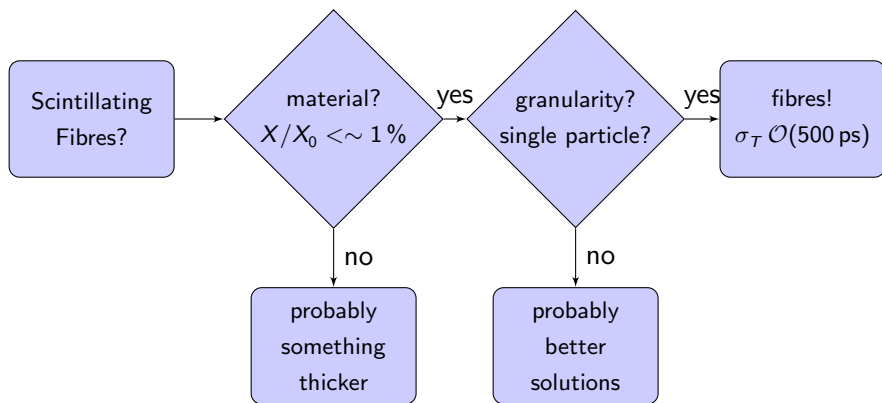 Scintillating
Fibres?
material?
X/X₀ <∼ 1 %
yes
granularity?
single particle?
yes
fibres!
σ_T 𝒪(500 ps)
no
probably
something
thicker
no
probably
better
solutions